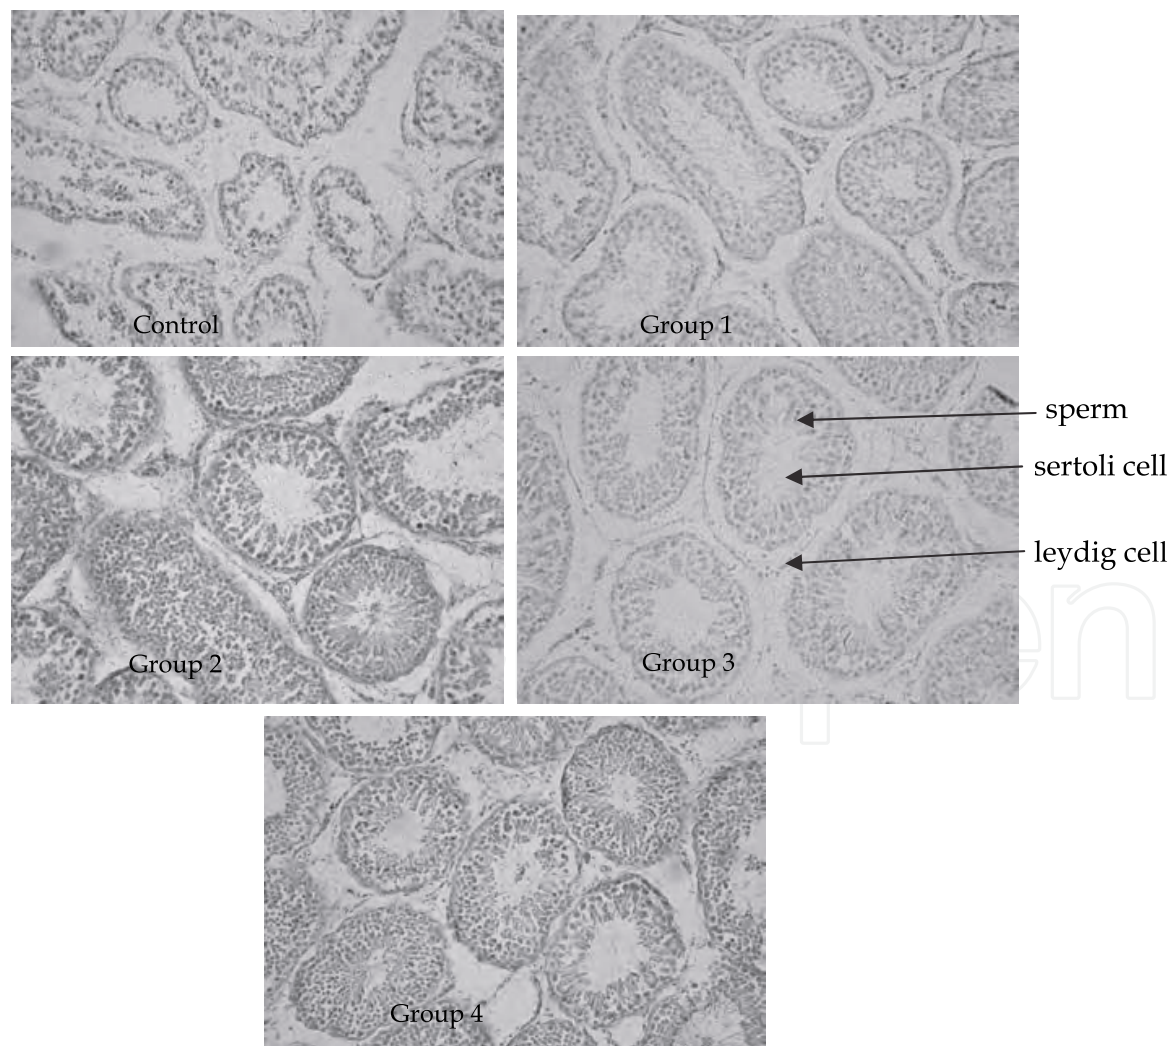 Control
Group 1
sperm
sertoli cell
leydig cell
Group 2
Group 3
Group 4